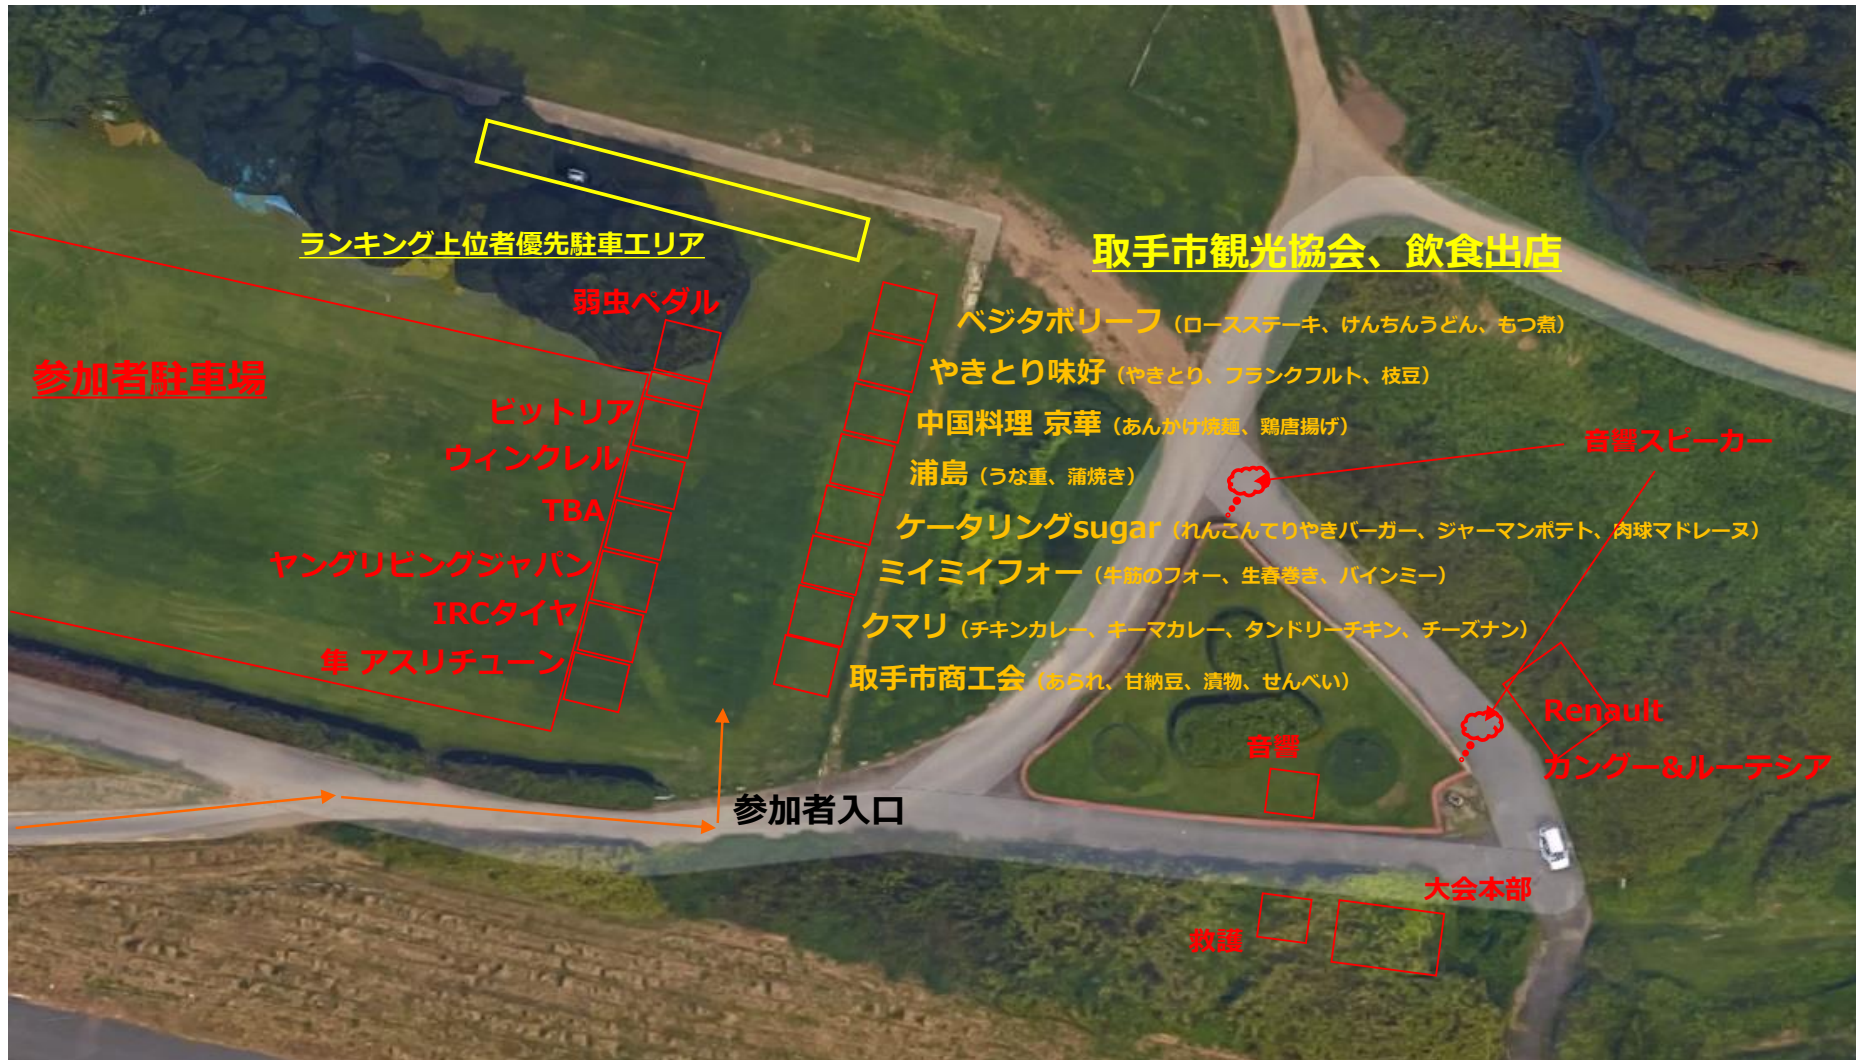 ランキング上位者優先駐車エリア
取手市観光協会、飲食出店
弱虫ペダル
参加者駐車場
ビットリア
ウィンクレル
TBA
ヤングリビングジャパン
IRCタイヤ
隼 アスリチューン
ベジタボリーフ（ロースステーキ、けんちんうどん、もつ煮）
やきとり味好（やきとり、フランクフルト、枝豆）
中国料理 京華（あんかけ焼麺、鶏唐揚げ）
浦島（うな重、蒲焼き）
ケータリングsugar（れんこんてりやきバーガー、ジャーマンポテト、肉球マドレーヌ）
ミイミイフォー（牛筋のフォー、生春巻き、バインミー）
クマリ（チキンカレー、キーマカレー、タンドリーチキン、チーズナン）
取手市商工会（あられ、甘納豆、漬物、せんべい）
音響スピーカー
Renault
カングー&ルーテシア
音響
参加者入口
大会本部
救護